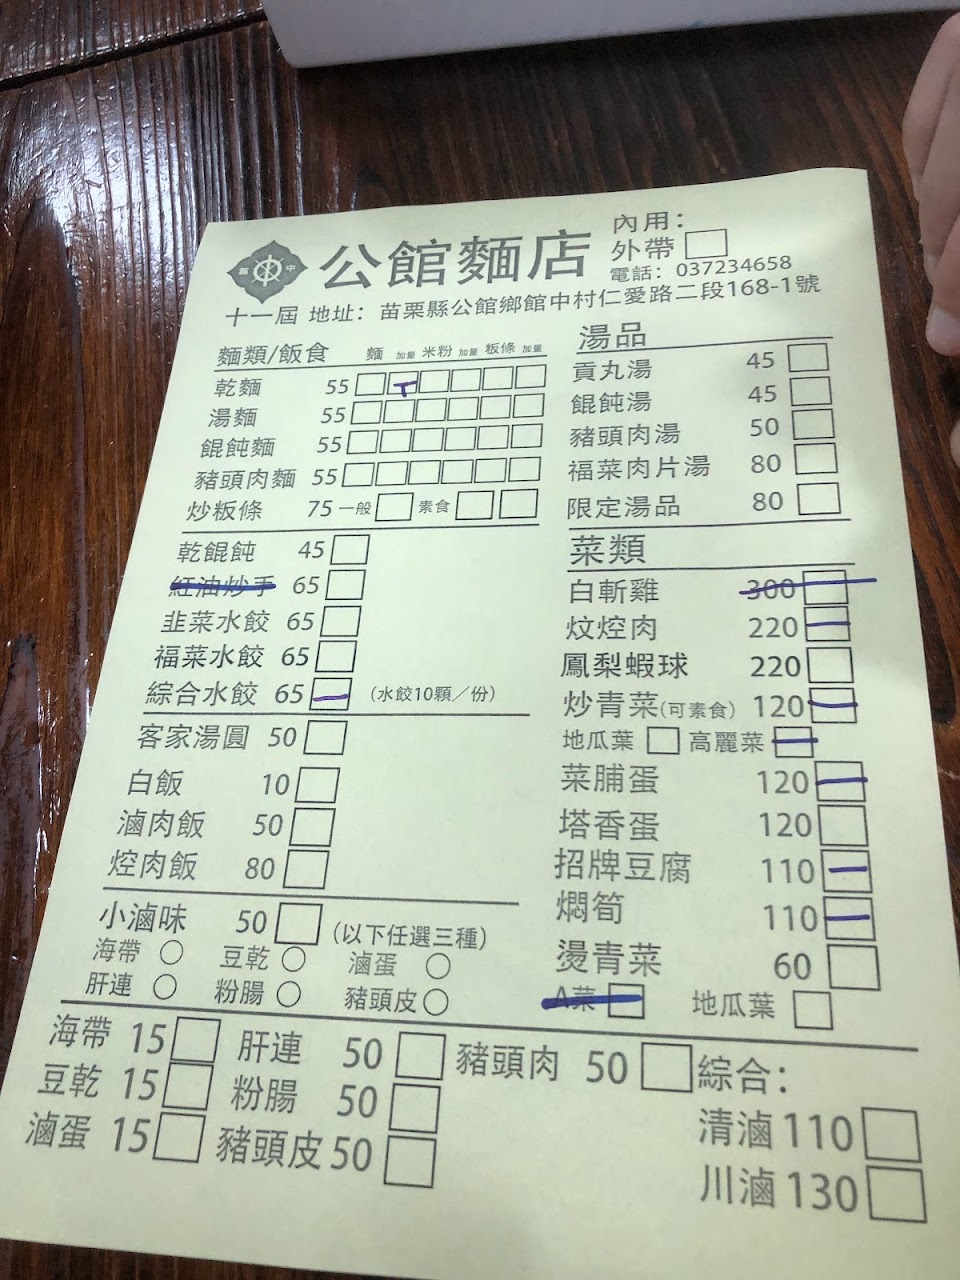 內用：
公館麵店 外帶
館 中
電話：037234658
十一屆 地址：苗栗縣公館鄉館中村仁愛路二段168-1號
麵類/飯食 麵 加量 米粉 加量 粄條 加量
乾麵 55
湯麵 55
餛飩麵 55
豬頭肉麵 55
炒粄條 75 一般 素食
乾餛飩 45
紅油炒手 65
韭菜水餃 65
福菜水餃 65
綜合水餃 65 （水餃10顆／份）
客家湯圓 50
白飯 10
滷肉飯 50
焢肉飯 80
小滷味 50 （以下任選三種）
海帶 豆乾 滷蛋
肝連 粉腸 豬頭皮
湯品
貢丸湯 45
餛飩湯 45
豬頭肉湯 50
福菜肉片湯 80
限定湯品 80
菜類
白斬雞 300
炆焢肉 220
鳳梨蝦球 220
炒青菜(可素食) 120
地瓜葉 高麗菜
菜脯蛋 120
塔香蛋 120
招牌豆腐 110
燜筍 110
燙青菜 60
A菜 地瓜葉
海帶 15 肝連 50 豬頭肉 50 綜合：
豆乾 15 粉腸 50 清滷 110
滷蛋 15 豬頭皮 50 川滷 130